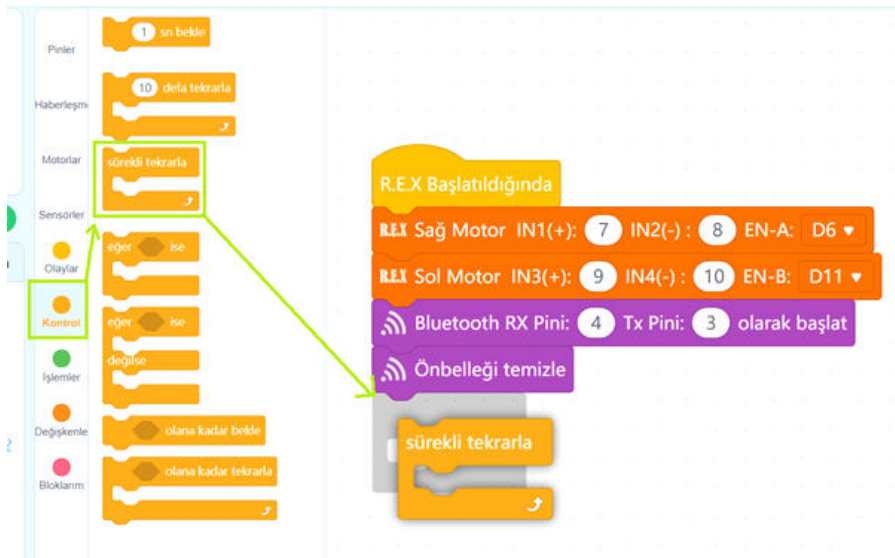 Pinler
Haberleşm
Motorlar
Sensörler
Olaylar
Kontrol
İşlemler
Değişkenle
Bloklarım
1 sn bekle
10 defa tekrarla
sürekli tekrarla
eğer ise
eğer ise
değilse
olana kadar bekle
olana kadar tekrarla
R.E.X Başlatıldığında
R.E.X Sağ Motor IN1(+): 7 IN2(-) : 8 EN-A: D6
R.E.X Sol Motor IN3(+): 9 IN4(-) : 10 EN-B: D11
Bluetooth RX Pini: 4 Tx Pini: 3 olarak başlat
Önbelleği temizle
sürekli tekrarla